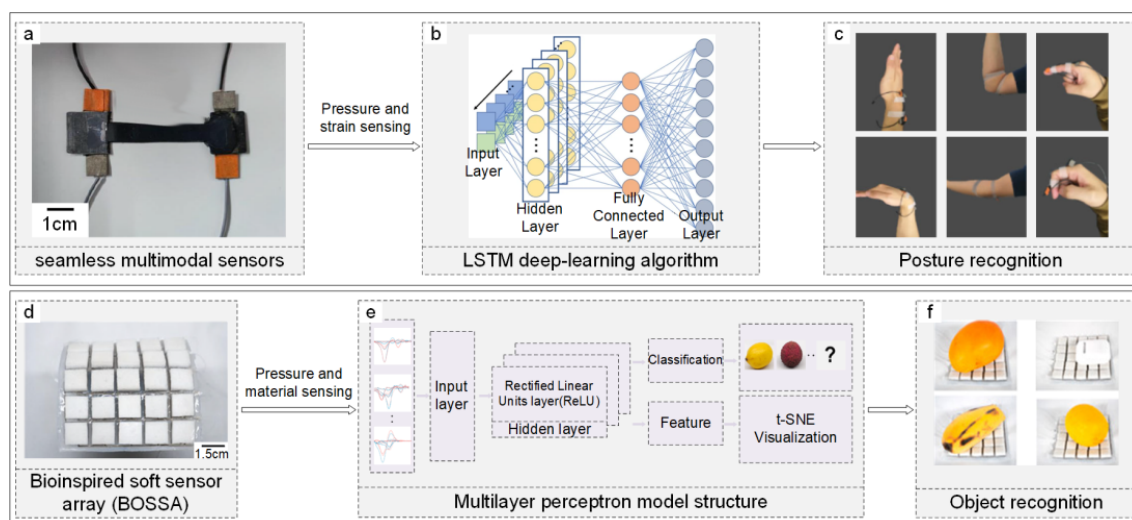 a
1cm
seamless multimodal sensors
Pressure and
strain sensing
b
Input
Layer
Hidden
Layer
Fully
Connected
Layer
Output
Layer
LSTM deep-learning algorithm
c
Posture recognition
d
1.5cm
Bioinspired soft sensor
array (BOSSA)
Pressure and
material sensing
e
Input
layer
Rectified Linear
Units layer(ReLU)
Hidden layer
Classification
?
Feature
t-SNE
Visualization
Multilayer perceptron model structure
f
Object recognition